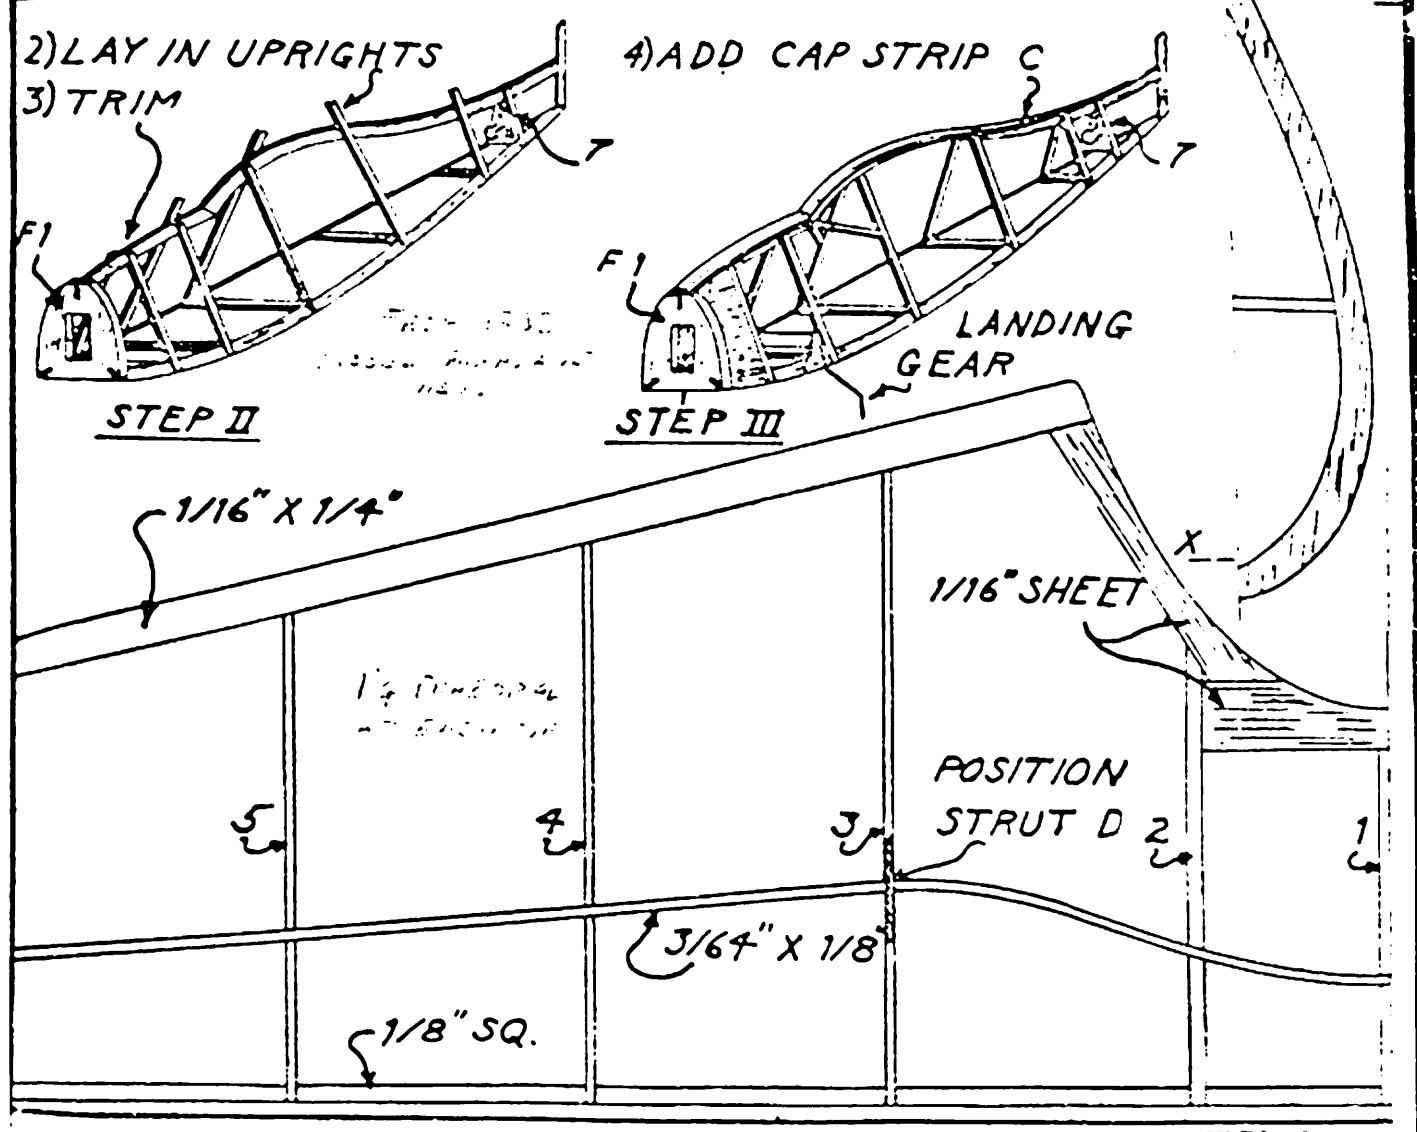 2) LAY IN UPRIGHTS
3) TRIM
F1
T
STEP II
4) ADD CAP STRIP C
F1
T
LANDING
GEAR
STEP III
1/16" X 1/4"
X
1/16" SHEET
POSITION
STRUT D
5
4
3
2
1
3/64" X 1/8"
1/8" SQ.